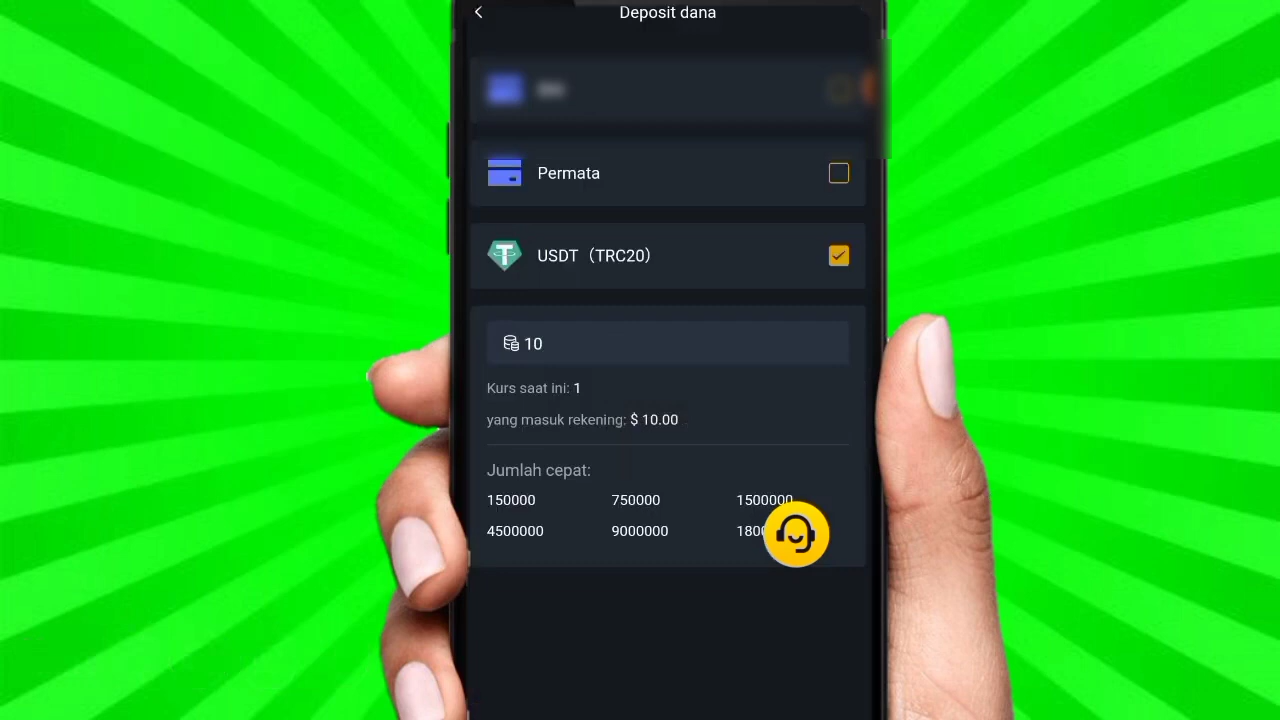 Deposit dana
Permata
USDT（TRC20）
10
Kurs saat ini: 1
yang masuk rekening: $ 10.00
Jumlah cepat:
150000 750000 1500000
4500000 9000000